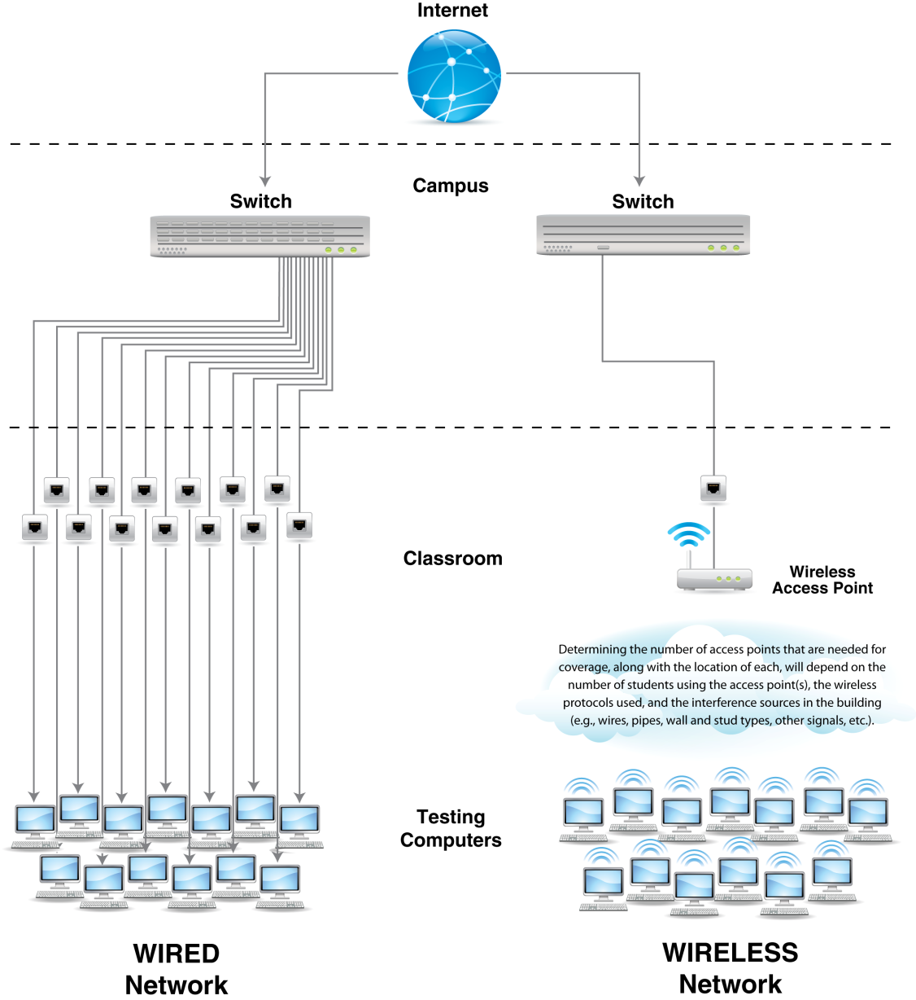 Internet
Campus
Switch
Switch
Classroom
Wireless
Access Point
Determining the number of access points that are needed for
coverage, along with the location of each, will depend on the
number of students using the access point(s), the wireless
protocols used, and the interference sources in the building
(e.g., wires, pipes, wall and stud types, other signals, etc.).
Testing
Computers
WIRED
Network
WIRELESS
Network